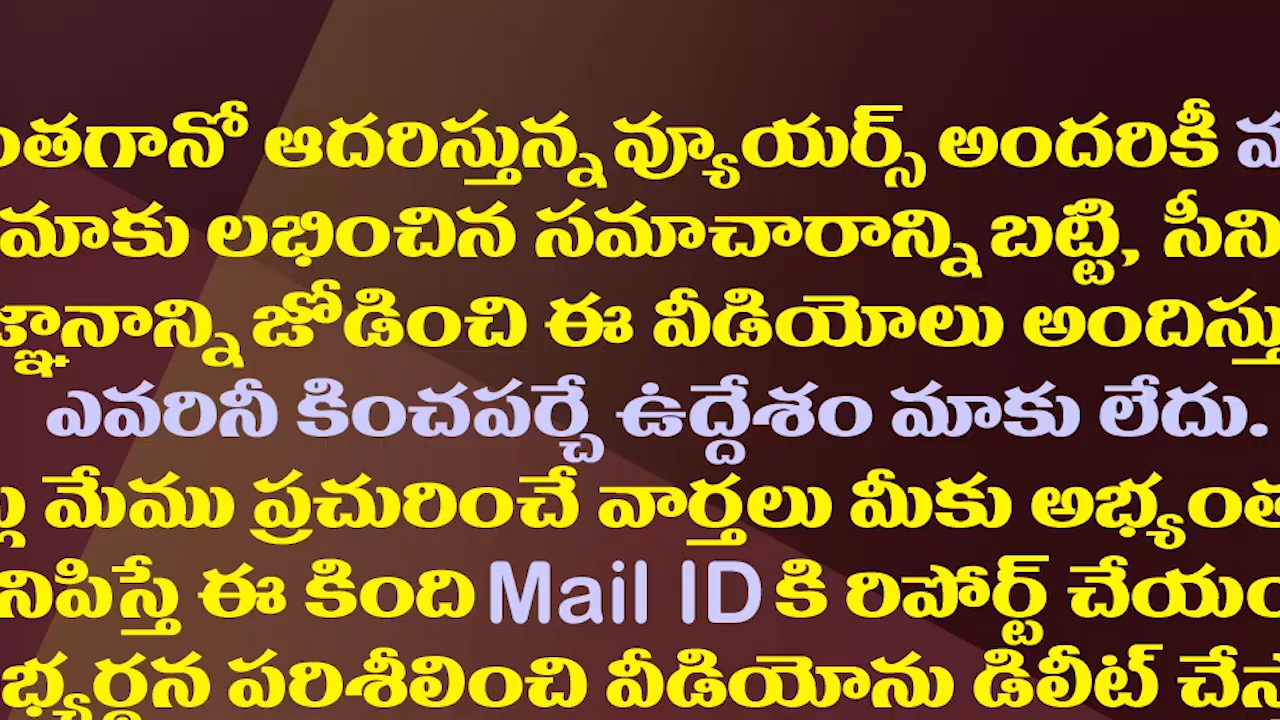 ంతగానో ఆదరిస్తున్న వ్యూయర్స్ అందరికీ
మాకు లభించిన సమాచారాన్ని బట్టి, సీని
జ్ఞానాన్ని జోడించి ఈ వీడియోలు అందిస్తు
ఎవరినీ కించపర్చే ఉద్దేశం మాకు లేదు.
మేము ప్రచురించే వార్తలు మీకు అభ్యంత
నిపిస్తే ఈ కింది Mail ID కి రిపోర్ట్ చేయం
భ్యర్థన పరిశీలించి వీడియోను డిలీట్ చేస